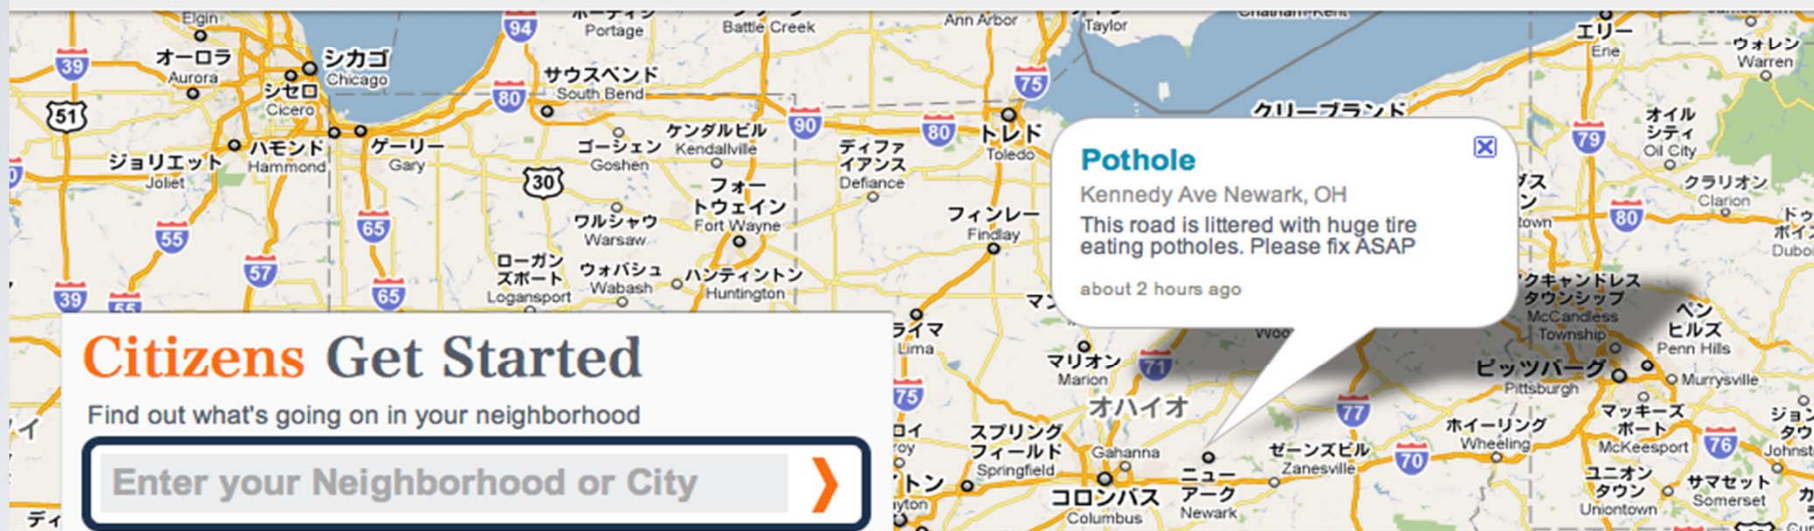 Elgin
オーロラ
Aurora
シカゴ
Chicago
シセロ
Cicero
ジョリエット
Joliet
ハモンド
Hammond
ゲーリー
Gary
39
51
94
80
55
57
65
65
39
55
Portage
Battle Creek
サウスベンド
South Bend
ゴーシェン
Goshen
ケンダルビル
Kendallville
30
ワルシャウ
Warsaw
フォー
トウェイン
Fort Wayne
ローガン
ズポート
Logansport
ウォバシュ
Wabash
ハンティントン
Huntington
90
80
Ann Arbor
Taylor
75
トレド
Toledo
ディファ
イアンス
Defiance
フィンレー
Findlay
Chatham-Kent
クリーブランド
エリー
Erie
ウォレン
Warren
79
オイル
シティ
Oil City
クラリオン
Clarion
80
Pothole
Kennedy Ave Newark, OH
This road is littered with huge tire
eating potholes. Please fix ASAP
about 2 hours ago
クキャンドレス
タウンシップ
McCandless
Township
ペン
ヒルズ
Penn Hills
ピッツバーグ
Pittsburgh
Murrysville
マッキーズ
ポート
McKeesport
76
ユニオン
タウン
Uniontown
サマセット
Somerset
ライマ
Lima
75
マリオン
Marion
71
オハイオ
77
スプリング
フィールド
Springfield
Gahanna
コロンバス
Columbus
ニュー
アーク
Newark
ゼーンズビル
Zanesville
70
ホイーリング
Wheeling
Citizens Get Started
Find out what's going on in your neighborhood
Enter your Neighborhood or City